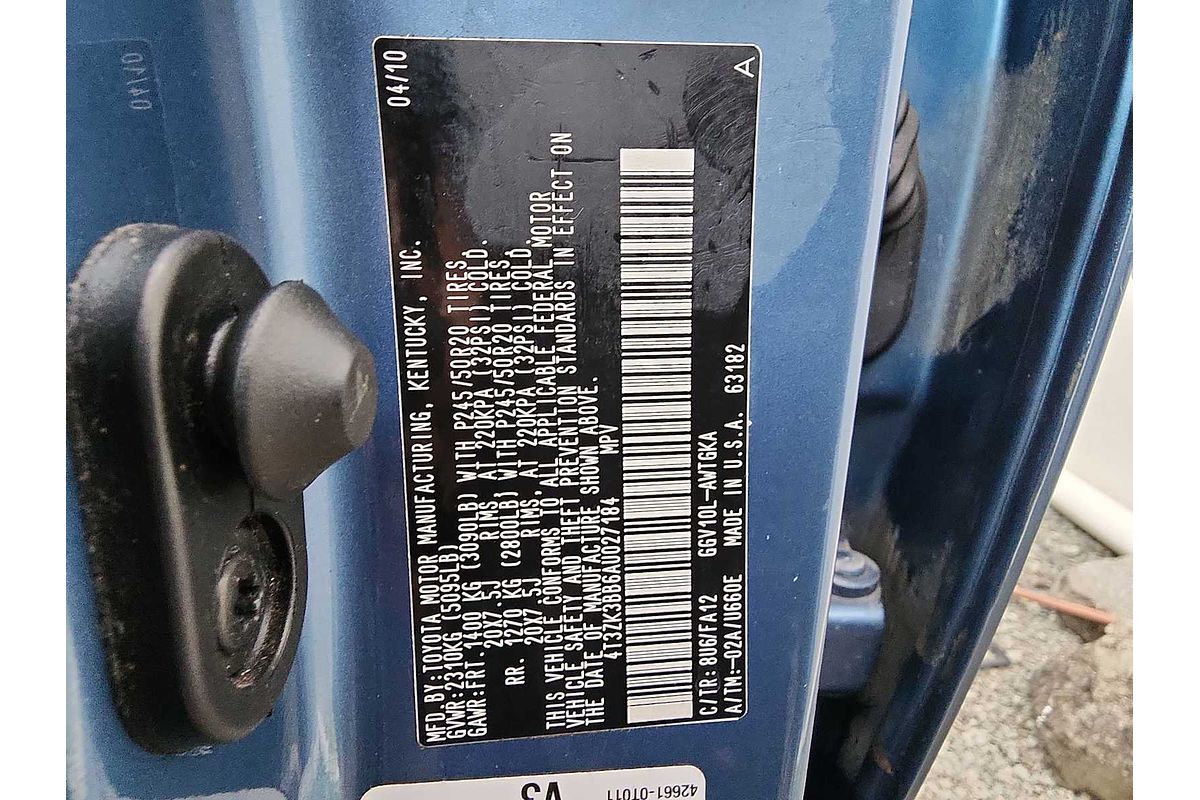 MFD.BY:TOYOTA MOTOR MANUFACTURING, KENTUCKY, INC. 04/10
GVWR:2310KG (5095LB)
GAWR:FRT.1400 KG (3090LB) WITH P245/50R20 TIRES,
20X7.5J RIMS, AT 220KPA (32PSI) COLD.
RR. 1270 KG (2800LB) WITH P245/50R20 TIRES,
20X7.5J RIMS, AT 220KPA (32PSI) COLD.
THIS VEHICLE CONFORMS TO ALL APPLICABLE FEDERAL MOTOR
VEHICLE SAFETY AND THEFT PREVENTION STANDARDS IN EFFECT ON
THE DATE OF MANUFACTURE SHOWN ABOVE.
4T3ZK3BB6AU027184 MPV
C/TR: 8U6/FA12 GGV10L-AWTGKA
A/TM:-02A/U660E MADE IN U.S.A. 63182 A
42661-0T011